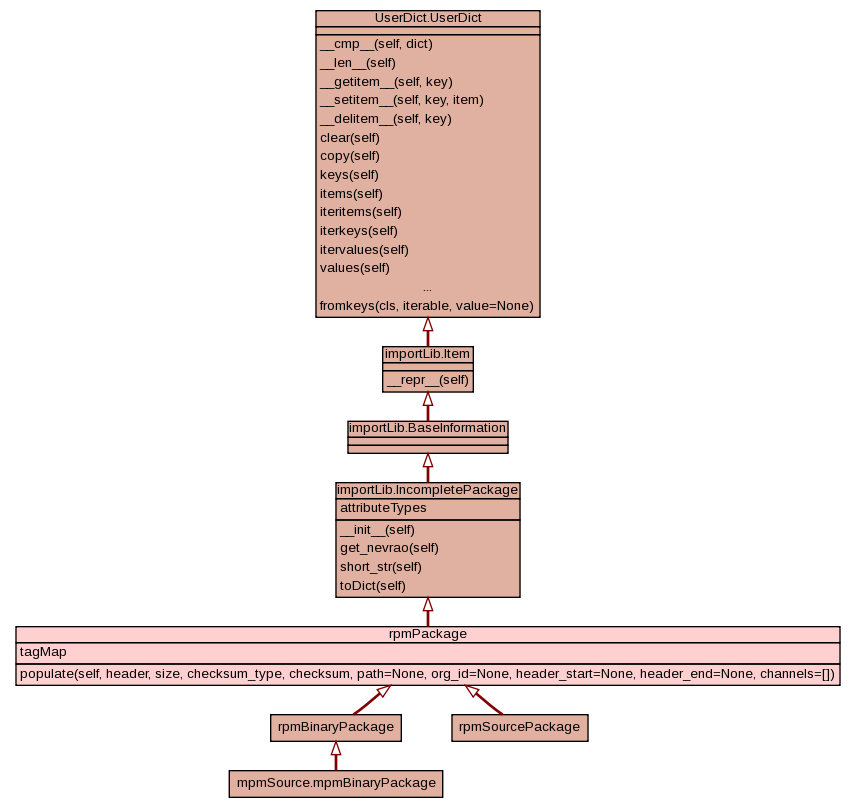 UserDict.UserDict
__cmp__(self, dict)
__len__(self)
__getitem__(self, key)
__setitem__(self, key, item)
__delitem__(self, key)
clear(self)
copy(self)
keys(self)
items(self)
iteritems(self)
iterkeys(self)
itervalues(self)
values(self)
...
fromkeys(cls, iterable, value=None)
importLib.Item
__repr__(self)
importLib.BaseInformation
importLib.IncompletePackage
attributeTypes
__init__(self)
get_nevrao(self)
short_str(self)
toDict(self)
rpmPackage
tagMap
populate(self, header, size, checksum_type, checksum, path=None, org_id=None, header_start=None, header_end=None, channels=[])
rpmBinaryPackage
rpmSourcePackage
mpmSource.mpmBinaryPackage